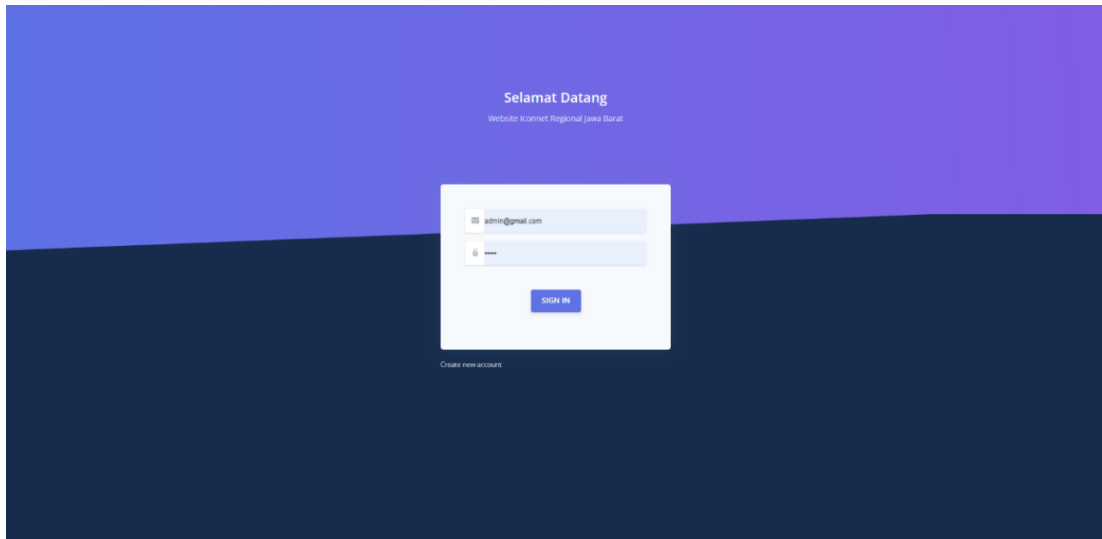 Selamat Datang
Website Iconnet Regional Jawa Barat
admin@gmail.com
•••••
SIGN IN
Create new account